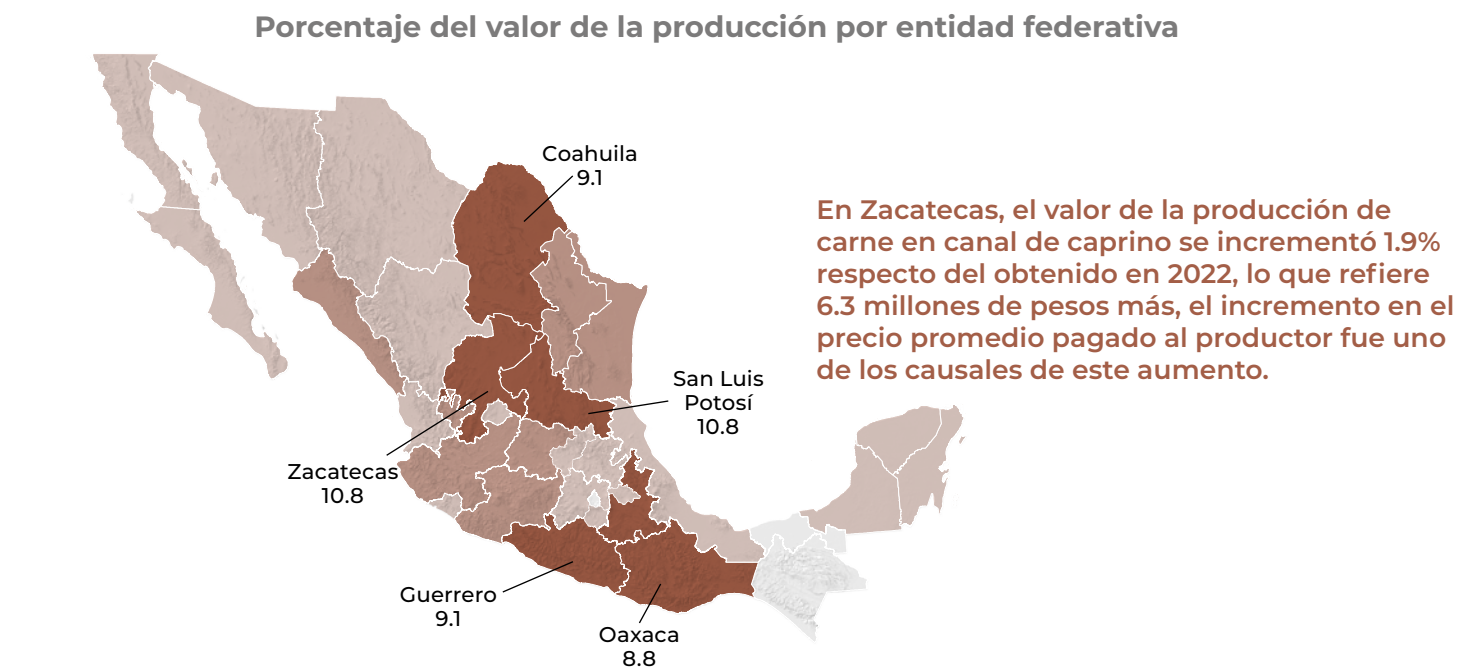 Porcentaje del valor de la producción por entidad federativa
Coahuila
9.1
En Zacatecas, el valor de la producción de
carne en canal de caprino se incrementó 1.9%
respecto del obtenido en 2022, lo que refiere
6.3 millones de pesos más, el incremento en el
precio promedio pagado al productor fue uno
de los causales de este aumento.
San Luis
Potosí
10.8
Zacatecas
10.8
Guerrero
9.1
Oaxaca
8.8